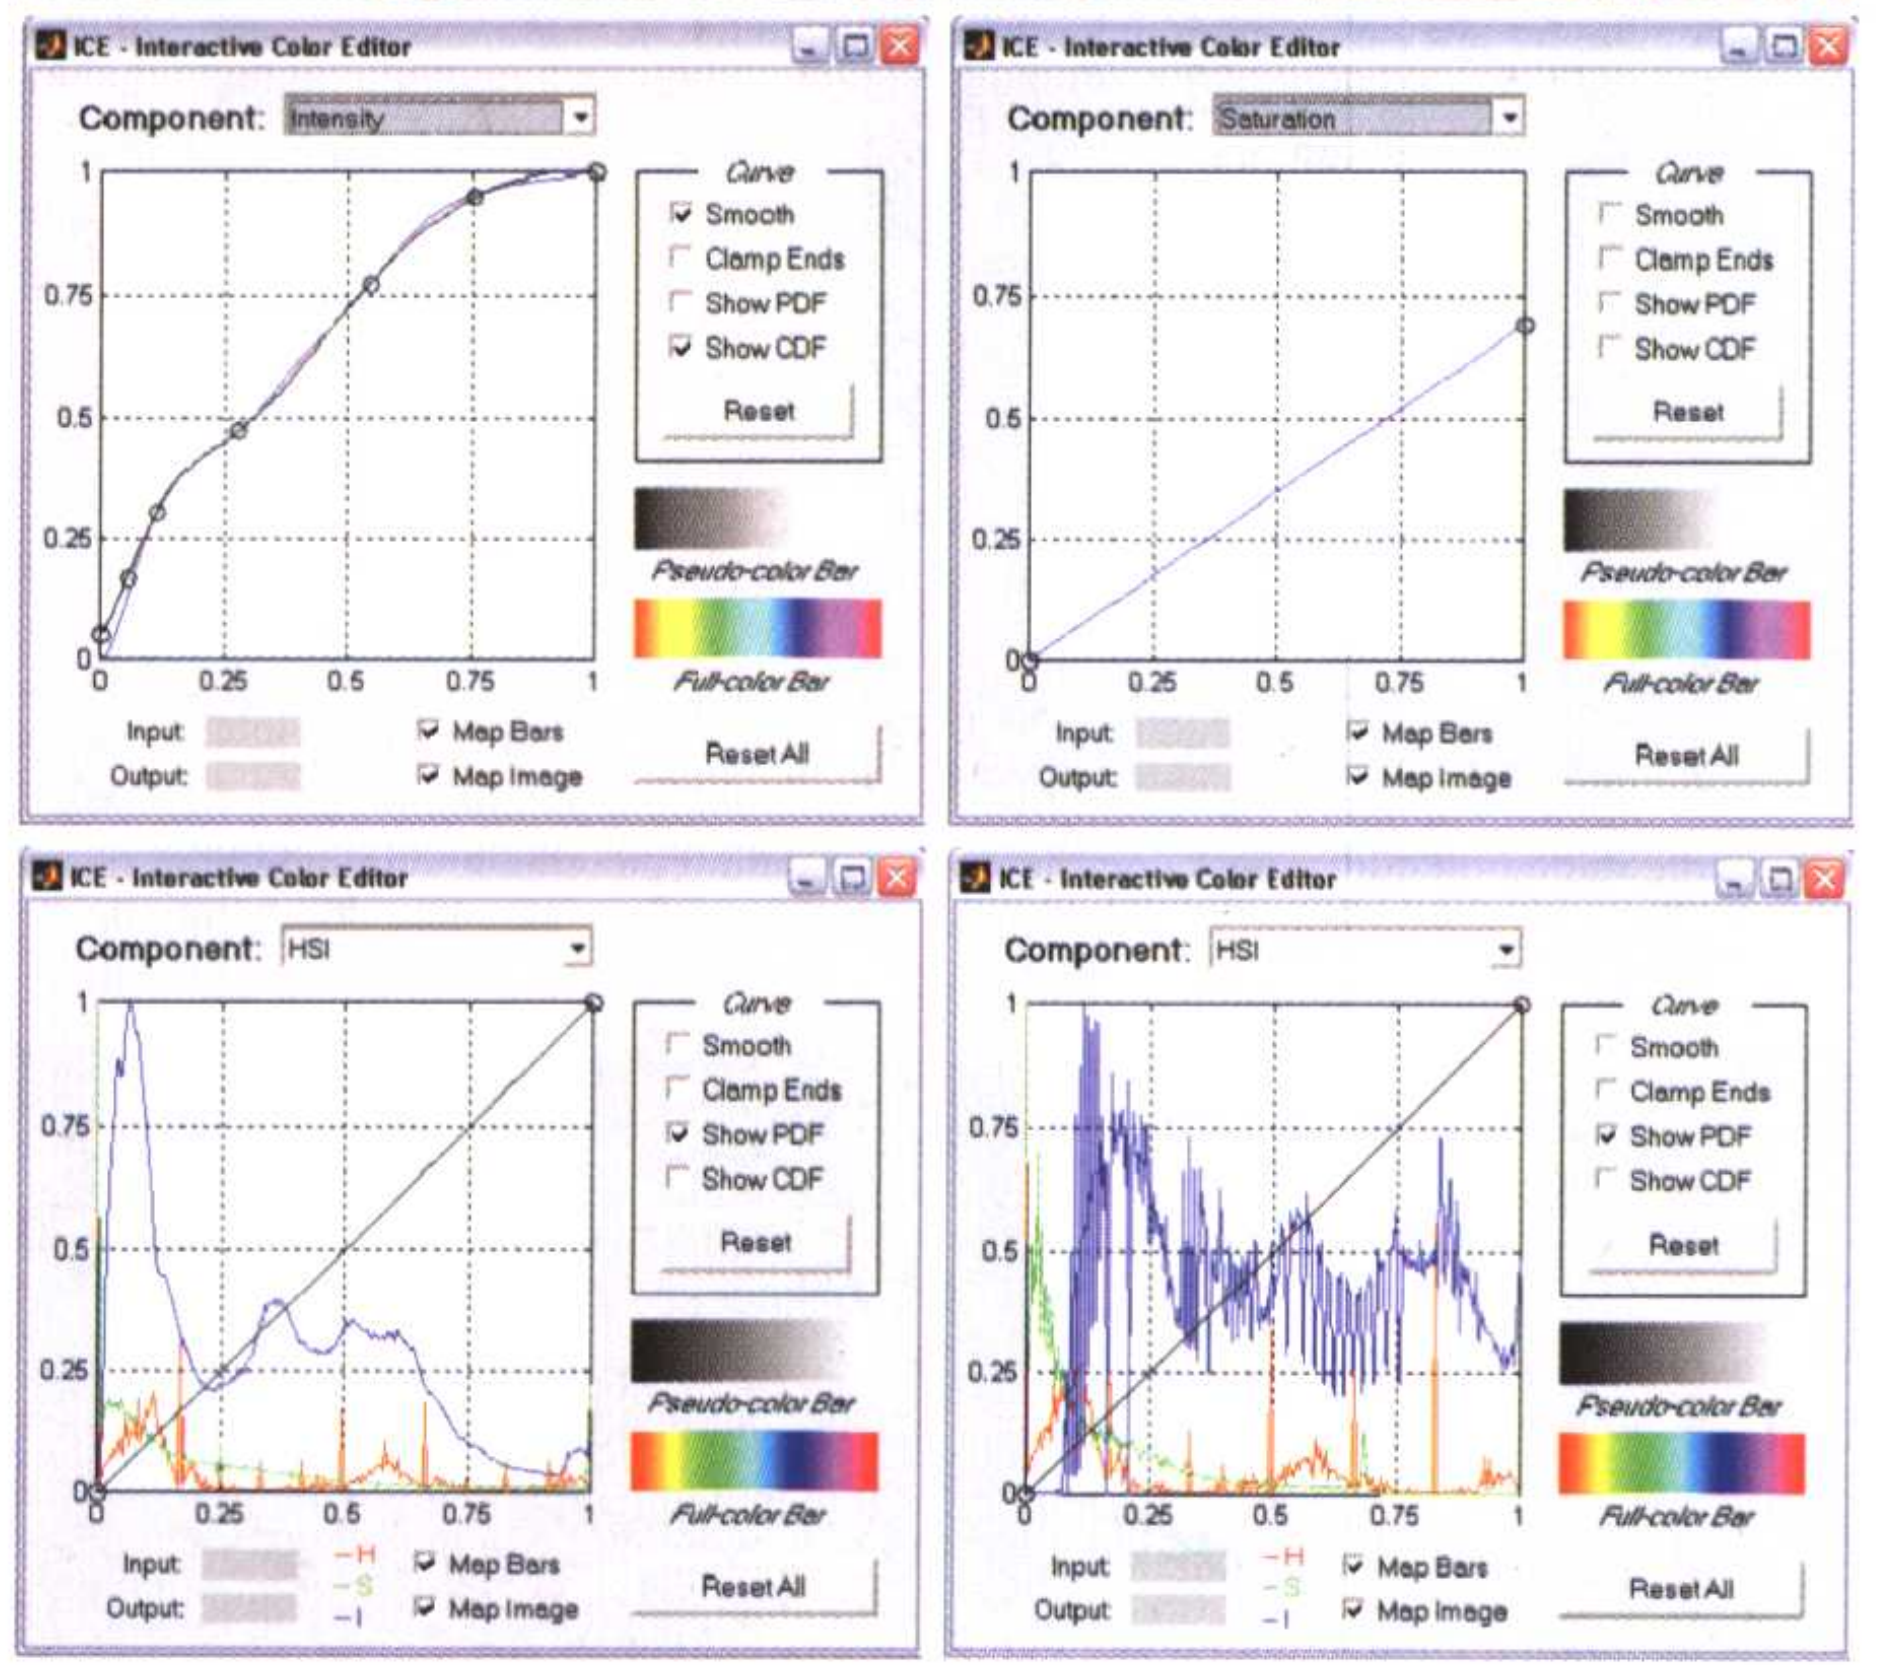 ICE - Interactive Color Editor
Component: Intensity
1
0.75
0.5
0.25
0
0 0.25 0.5 0.75 1
Curve
Smooth
Clamp Ends
Show PDF
Show CDF
Reset
Pseudo-color Bar
Full-color Bar
Input:
Output:
Map Bars
Map Image
Reset All
ICE - Interactive Color Editor
Component: Saturation
1
0.75
0.5
0.25
0
0 0.25 0.5 0.75 1
Curve
Smooth
Clamp Ends
Show PDF
Show CDF
Reset
Pseudo-color Bar
Full-color Bar
Input:
Output:
Map Bars
Map Image
Reset All
ICE - Interactive Color Editor
Component: HSI
1
0.75
0.5
0.25
0
0 0.25 0.5 0.75 1
Curve
Smooth
Clamp Ends
Show PDF
Show CDF
Reset
Pseudo-color Bar
Full-color Bar
Input:
Output:
H
S
I
Map Bars
Map Image
Reset All
ICE - Interactive Color Editor
Component: HSI
1
0.75
0.5
0.25
0
0 0.25 0.5 0.75 1
Curve
Smooth
Clamp Ends
Show PDF
Show CDF
Reset
Pseudo-color Bar
Full-color Bar
Input:
Output:
H
S
I
Map Bars
Map Image
Reset All